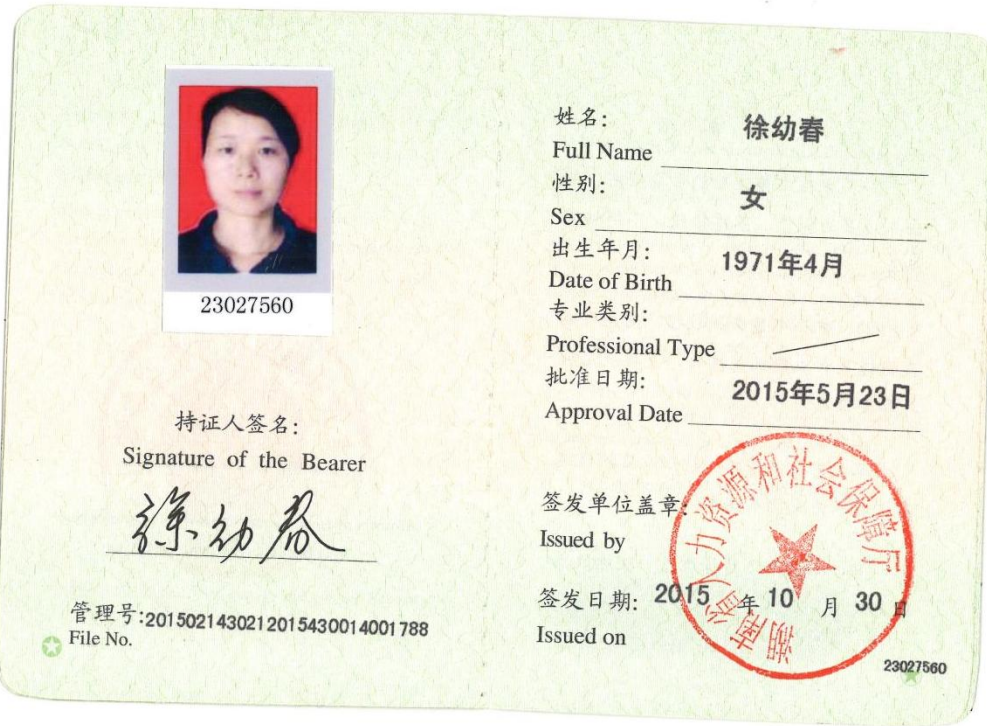 23027560
持证人签名:
Signature of the Bearer
徐幼春
管理号:2015021430212015430014001788
File No.
姓名:
徐幼春
Full Name
性别:
女
Sex
出生年月:
1971年4月
Date of Birth
专业类别:
Professional Type
批准日期:
2015年5月23日
Approval Date
签发单位盖章
Issued by
湖南省人力资源和社会保障厅
签发日期: 2015 年 10 月 30 日
Issued on
23027560